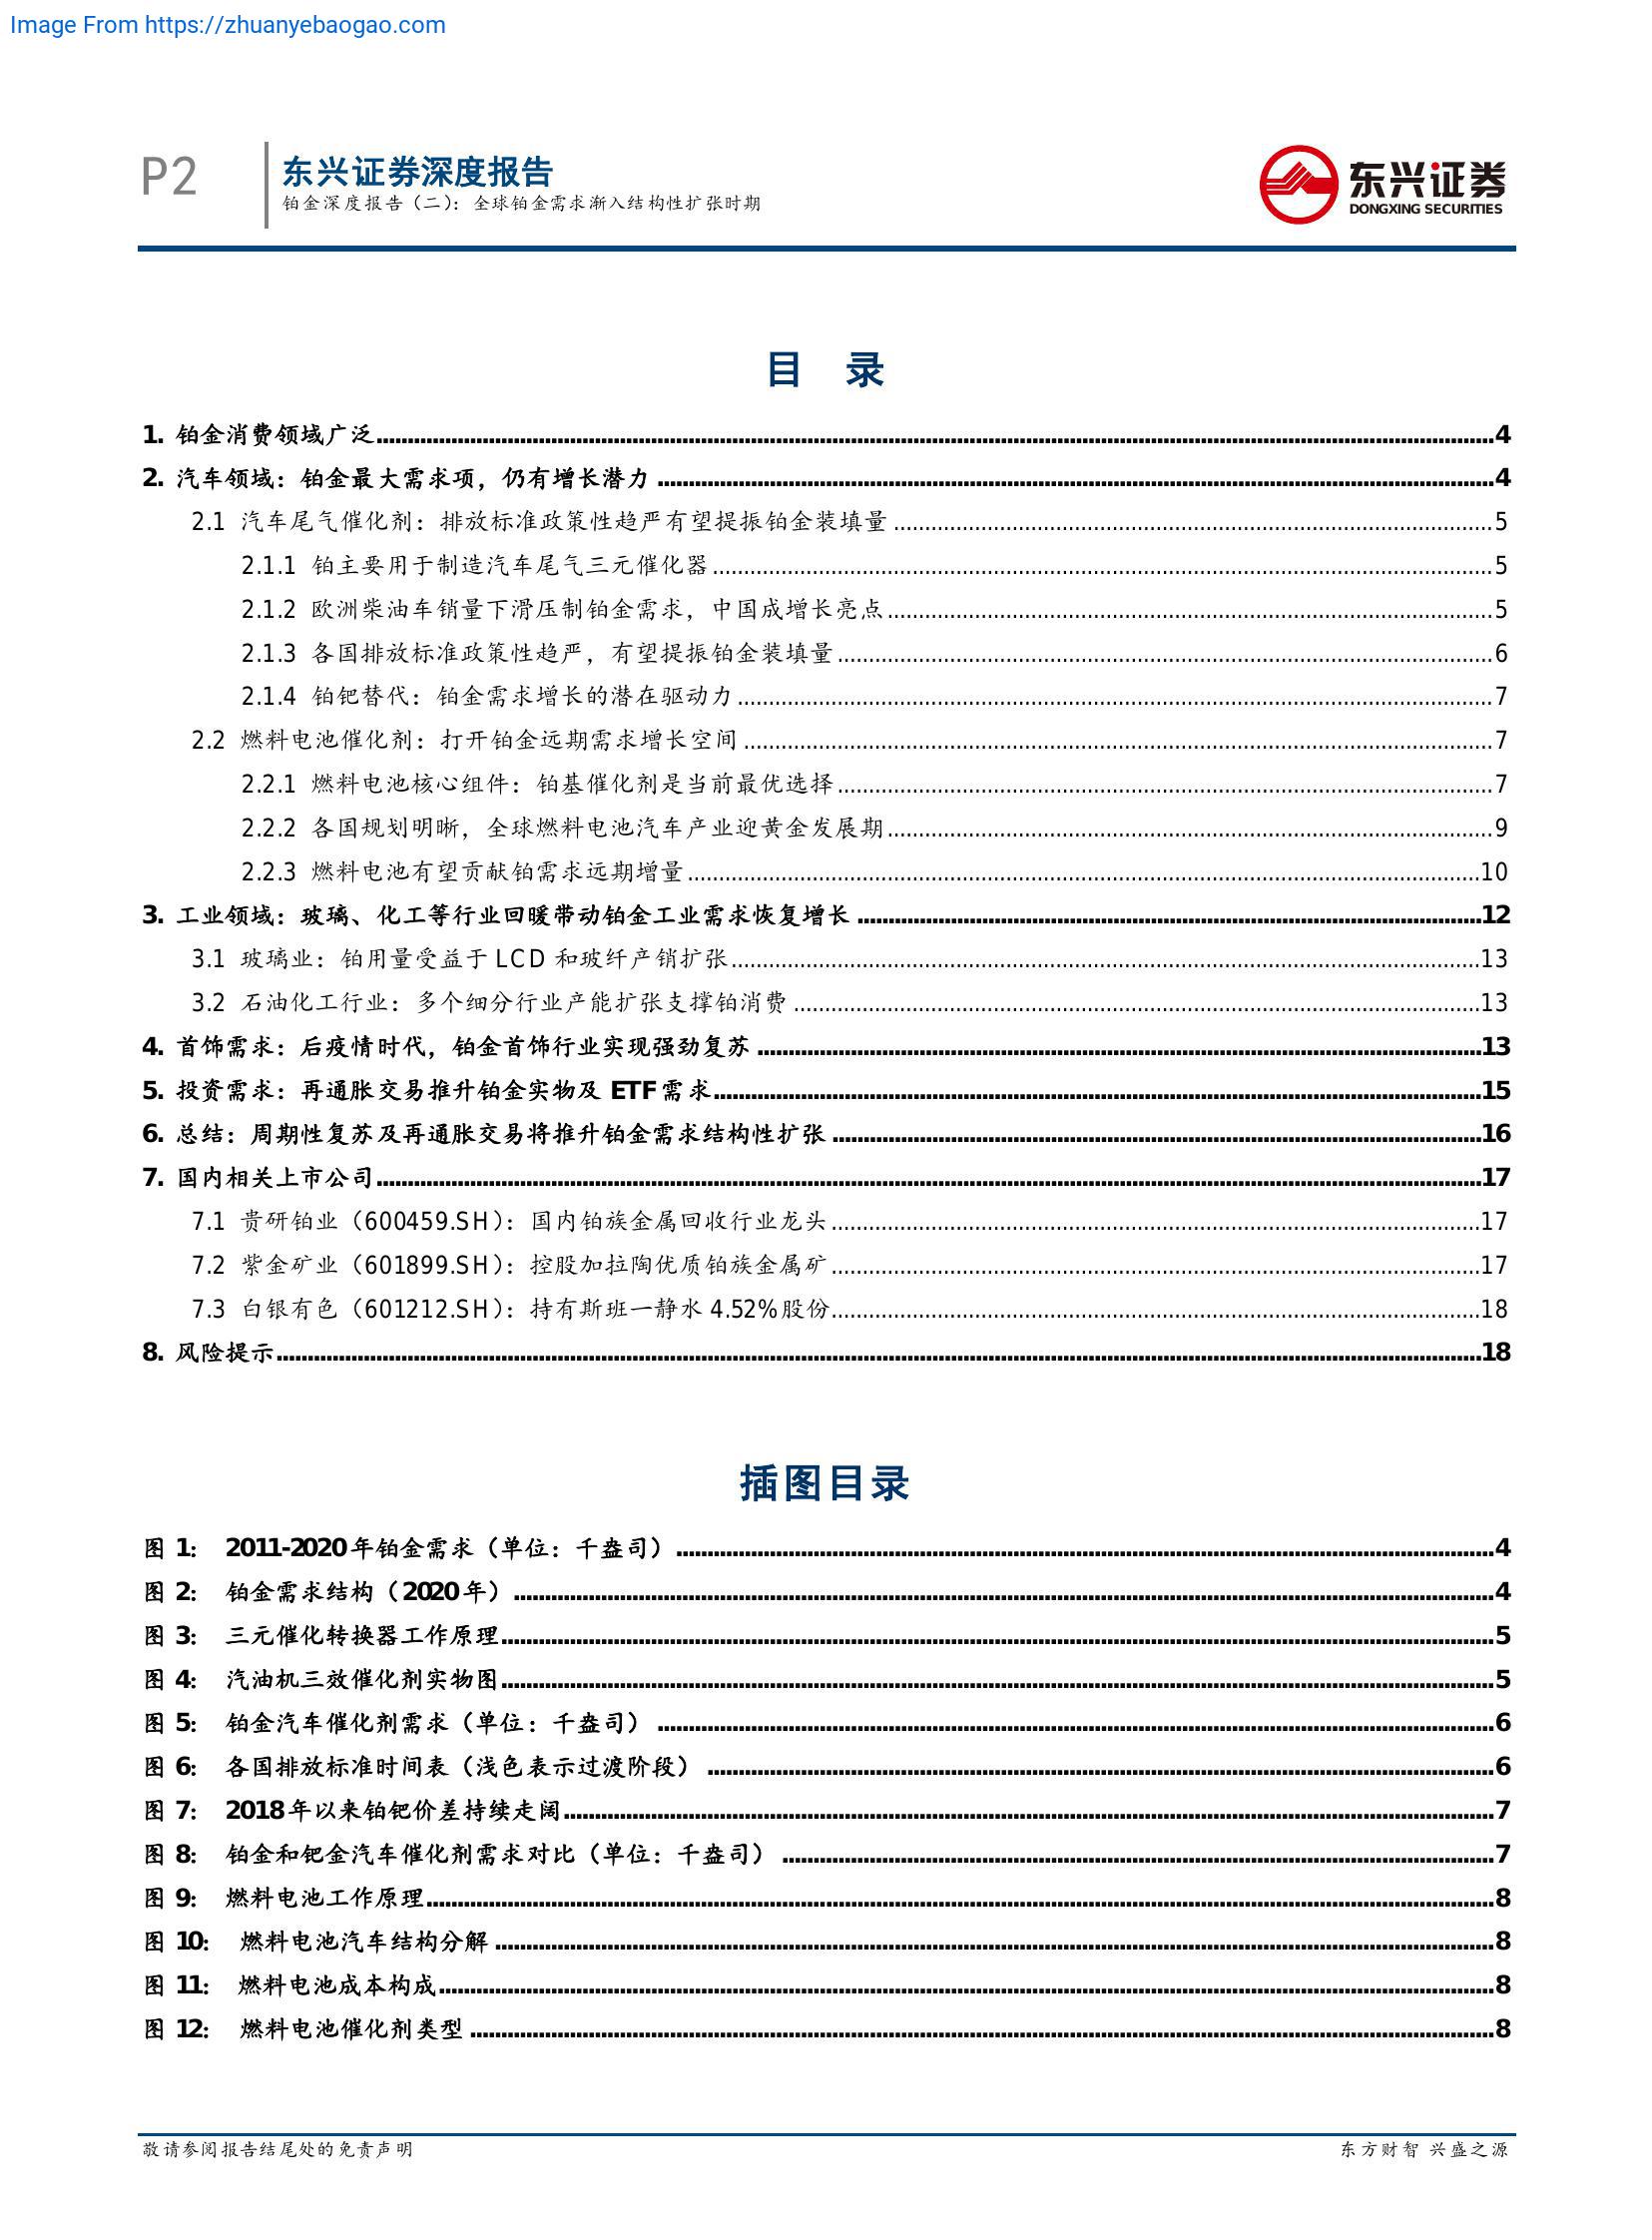 Image From https://zhuanyebaogao.com
P2
东兴证券深度报告
铂金深度报告（二）：全球铂金需求渐入结构性扩张时期
东兴证券
DONGXING SECURITIES
目 录
1. 铂金消费领域广泛 4
2. 汽车领域：铂金最大需求项，仍有增长潜力 4
2.1 汽车尾气催化剂：排放标准政策性趋严有望提振铂金装填量 5
2.1.1 铂主要用于制造汽车尾气三元催化器 5
2.1.2 欧洲柴油车销量下滑压制铂金需求，中国成增长亮点 5
2.1.3 各国排放标准政策性趋严，有望提振铂金装填量 6
2.1.4 铂钯替代：铂金需求增长的潜在驱动力 7
2.2 燃料电池催化剂：打开铂金远期需求增长空间 7
2.2.1 燃料电池核心组件：铂基催化剂是当前最优选择 7
2.2.2 各国规划明晰，全球燃料电池汽车产业迎黄金发展期 9
2.2.3 燃料电池有望贡献铂需求远期增量 10
3. 工业领域：玻璃、化工等行业回暖带动铂金工业需求恢复增长 12
3.1 玻璃业：铂用量受益于 LCD 和玻纤产销扩张 13
3.2 石油化工行业：多个细分行业产能扩张支撑铂消费 13
4. 首饰需求：后疫情时代，铂金首饰行业实现强劲复苏 13
5. 投资需求：再通胀交易推升铂金实物及 ETF 需求 15
6. 总结：周期性复苏及再通胀交易将推升铂金需求结构性扩张 16
7. 国内相关上市公司 17
7.1 贵研铂业（600459.SH）：国内铂族金属回收行业龙头 17
7.2 紫金矿业（601899.SH）：控股加拉陶优质铂族金属矿 17
7.3 白银有色（601212.SH）：持有斯班一静水 4.52%股份 18
8. 风险提示 18
插图目录
图 1： 2011-2020 年铂金需求（单位：千盎司） 4
图 2： 铂金需求结构（2020 年） 4
图 3： 三元催化转换器工作原理 5
图 4： 汽油机三效催化剂实物图 5
图 5： 铂金汽车催化剂需求（单位：千盎司） 6
图 6： 各国排放标准时间表（浅色表示过渡阶段） 6
图 7： 2018 年以来铂钯价差持续走阔 7
图 8： 铂金和钯金汽车催化剂需求对比（单位：千盎司） 7
图 9： 燃料电池工作原理 8
图 10： 燃料电池汽车结构分解 8
图 11： 燃料电池成本构成 8
图 12： 燃料电池催化剂类型 8
敬请参阅报告结尾处的免责声明
东方财智 兴盛之源